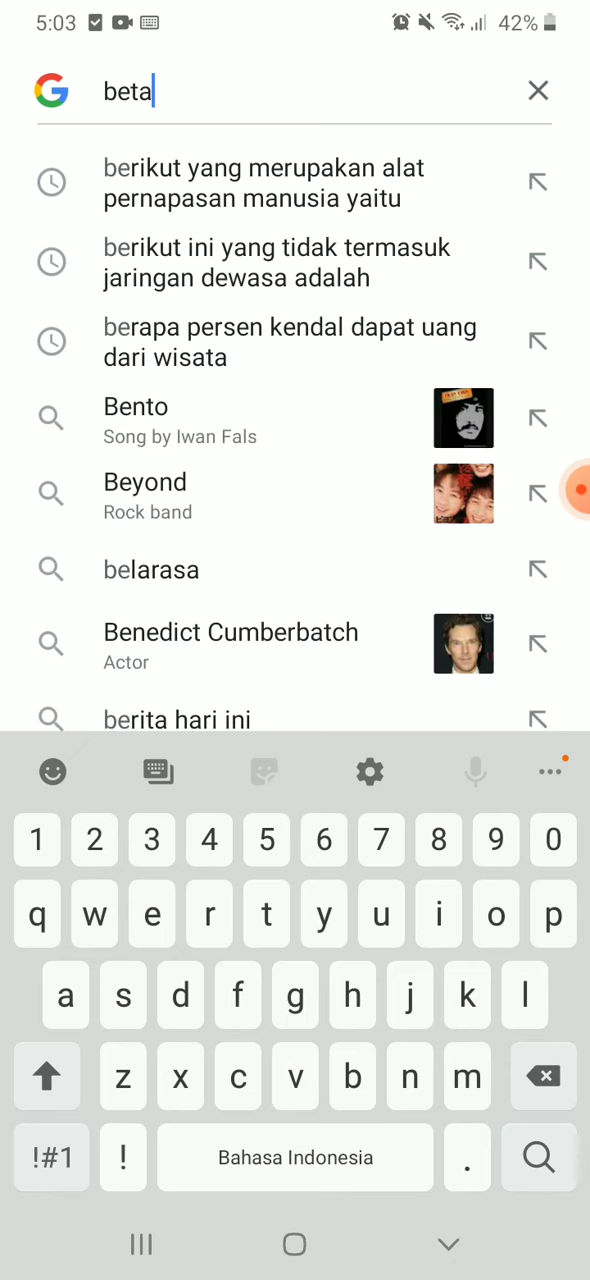 5:03
42%
beta
berikut yang merupakan alat
pernapasan manusia yaitu
berikut ini yang tidak termasuk
jaringan dewasa adalah
berapa persen kendal dapat uang
dari wisata
Bento
Song by Iwan Fals
Beyond
Rock band
belarasa
Benedict Cumberbatch
Actor
berita hari ini
1 2 3 4 5 6 7 8 9 0
q w e r t y u i o p
a s d f g h j k l
z x c v b n m
!#1 ! Bahasa Indonesia .